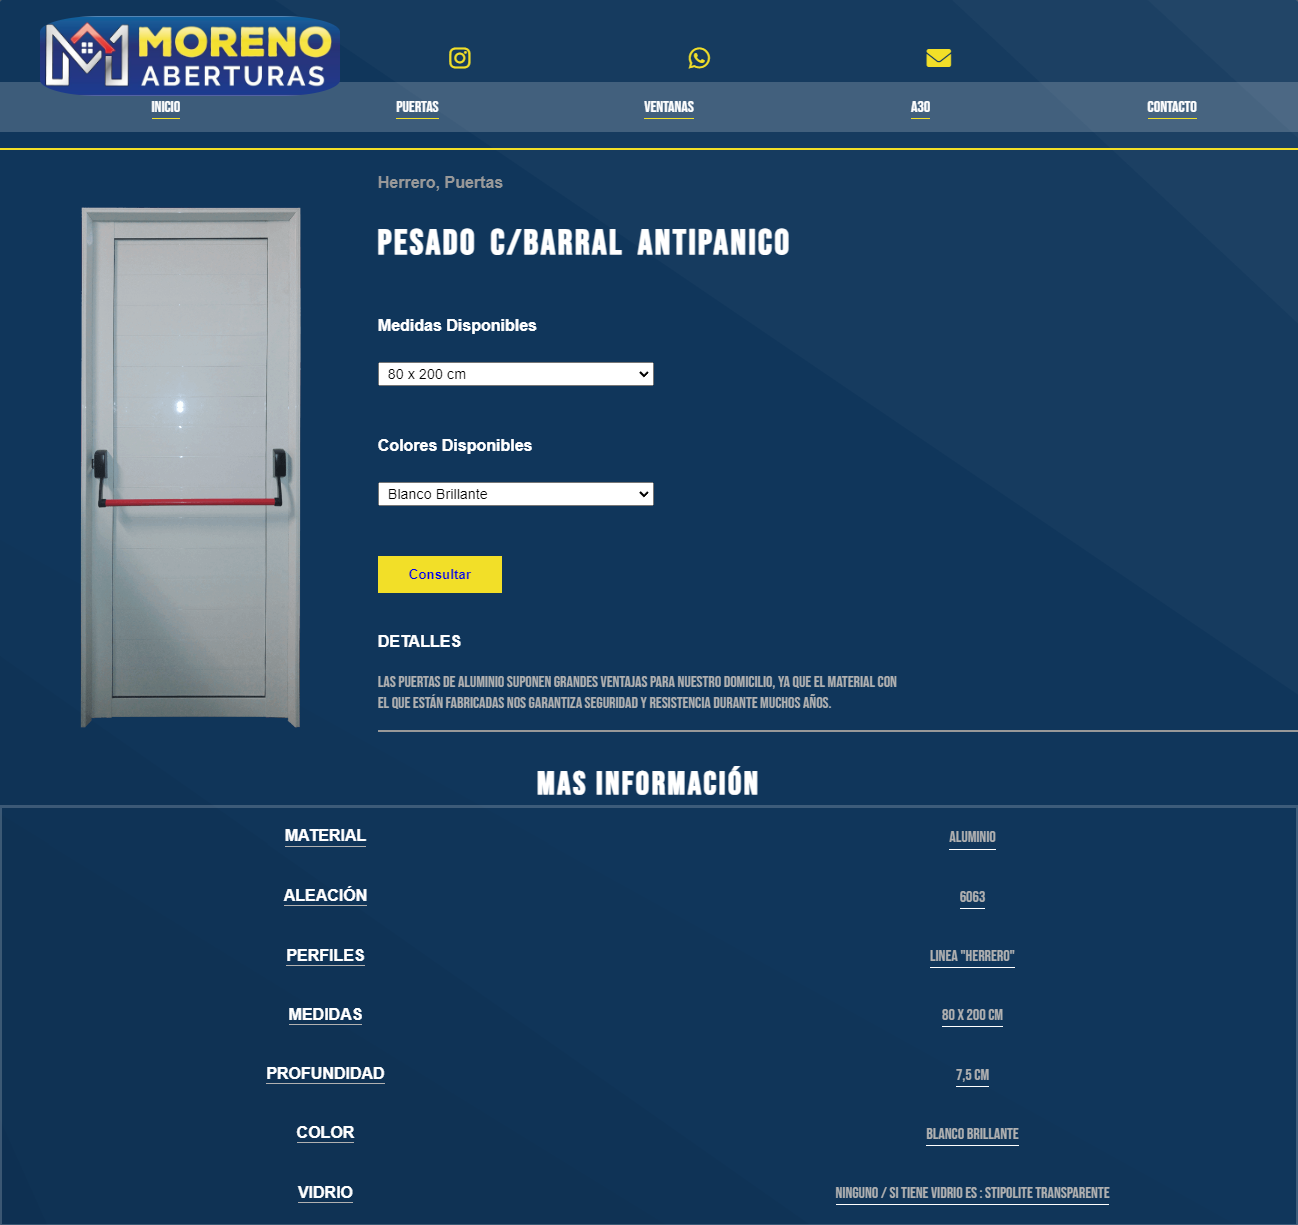 MORENO
ABERTURAS
INICIO
PUERTAS
VENTANAS
A30
CONTACTO
Herrero, Puertas
PESADO C/BARRAL ANTIPANICO
Medidas Disponibles
80 x 200 cm
Colores Disponibles
Blanco Brillante
Consultar
DETALLES
LAS PUERTAS DE ALUMINIO SUPONEN GRANDES VENTAJAS PARA NUESTRO DOMICILIO, YA QUE EL MATERIAL CON
EL QUE ESTÁN FABRICADAS NOS GARANTIZA SEGURIDAD Y RESISTENCIA DURANTE MUCHOS AÑOS.
MAS INFORMACIÓN
MATERIAL
ALUMINIO
ALEACIÓN
6063
PERFILES
LINEA "HERRERO"
MEDIDAS
80 X 200 CM
PROFUNDIDAD
7,5 CM
COLOR
BLANCO BRILLANTE
VIDRIO
NINGUNO / SI TIENE VIDRIO ES : STIPOLITE TRANSPARENTE